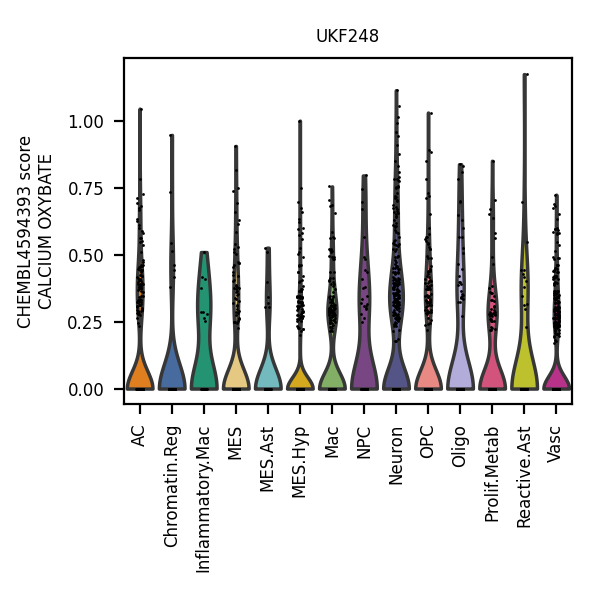 UKF248
CHEMBL4594393 score
CALCIUM OXYBATE
1.00
0.75
0.50
0.25
0.00
AC
Chromatin.Reg
Inflammatory.Mac
MES
MES.Ast
MES.Hyp
Mac
NPC
Neuron
OPC
Oligo
Prolif.Metab
Reactive.Ast
Vasc